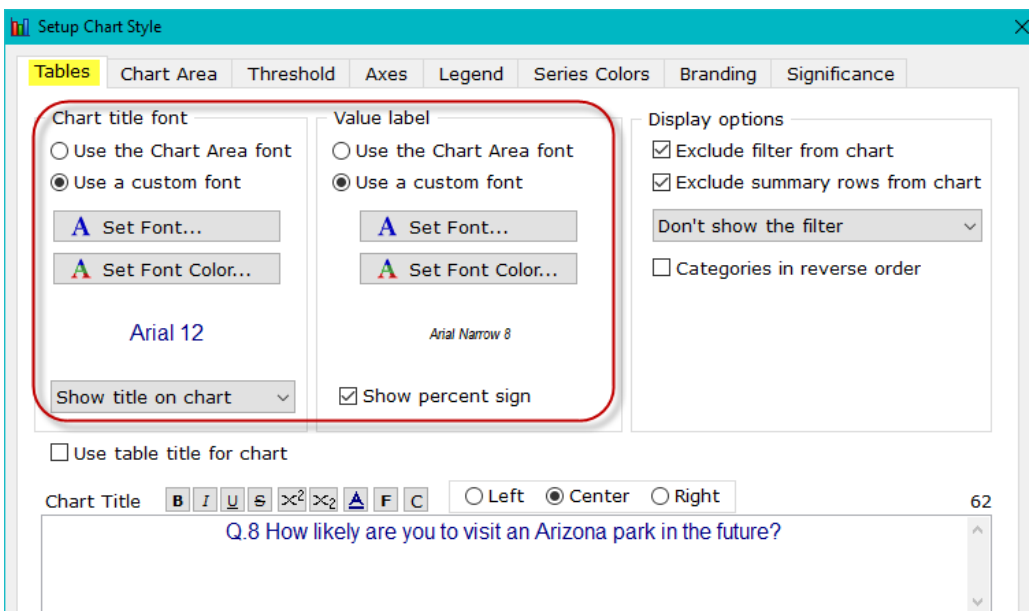 Setup Chart Style
Tables Chart Area Threshold Axes Legend Series Colors Branding Significance
Chart title font
Use the Chart Area font
Use a custom font
A Set Font...
A Set Font Color...
Arial 12
Show title on chart
Value label
Use the Chart Area font
Use a custom font
A Set Font...
A Set Font Color...
Arial Narrow 8
Show percent sign
Display options
Exclude filter from chart
Exclude summary rows from chart
Don't show the filter
Categories in reverse order
Use table title for chart
Chart Title B I U S X² X₂ A F C Left Center Right 62
Q.8 How likely are you to visit an Arizona park in the future?